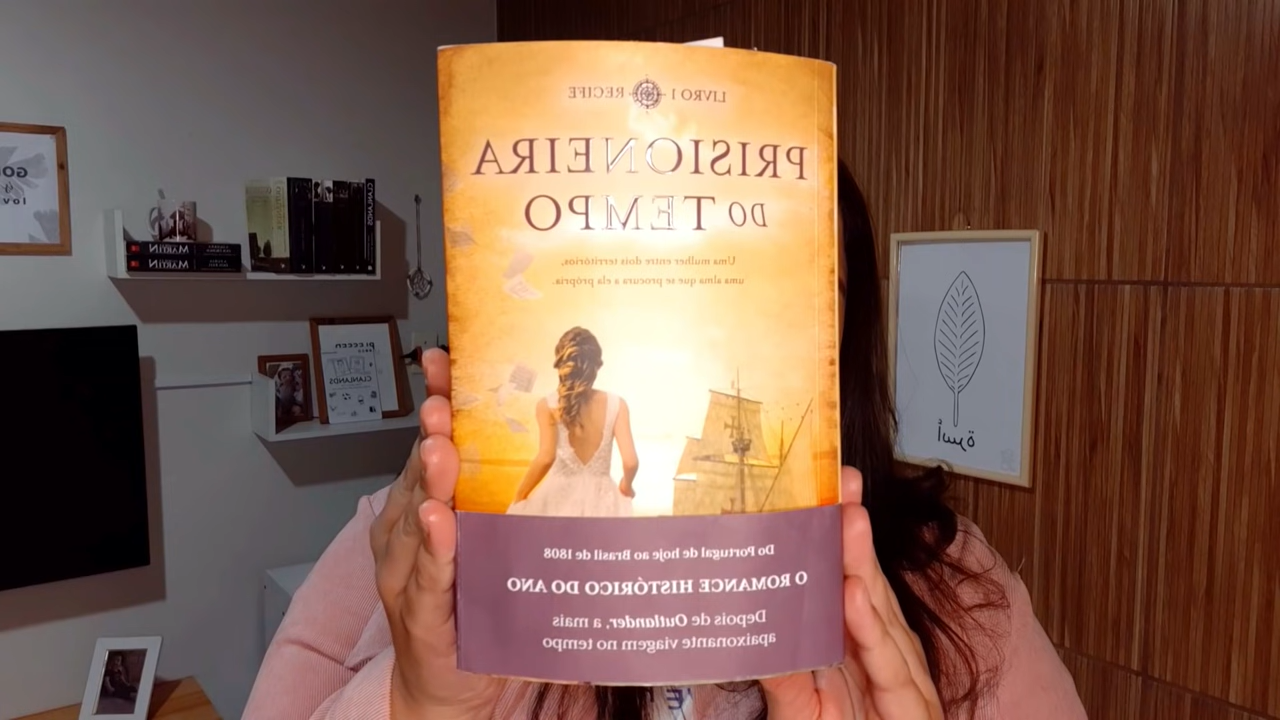 LIVRO 1 RECIFE
PRISIONEIRA
DO TEMPO
Uma mulher entre dois territórios,
uma alma que se procura a ela própria.
Do Portugal de hoje ao Brasil de 1808
O ROMANCE HISTÓRICO DO ANO
Depois de Outlander, a mais
apaixonante viagem no tempo
MARTIN
MARTIN
CLANLANDS
CLANLANDS